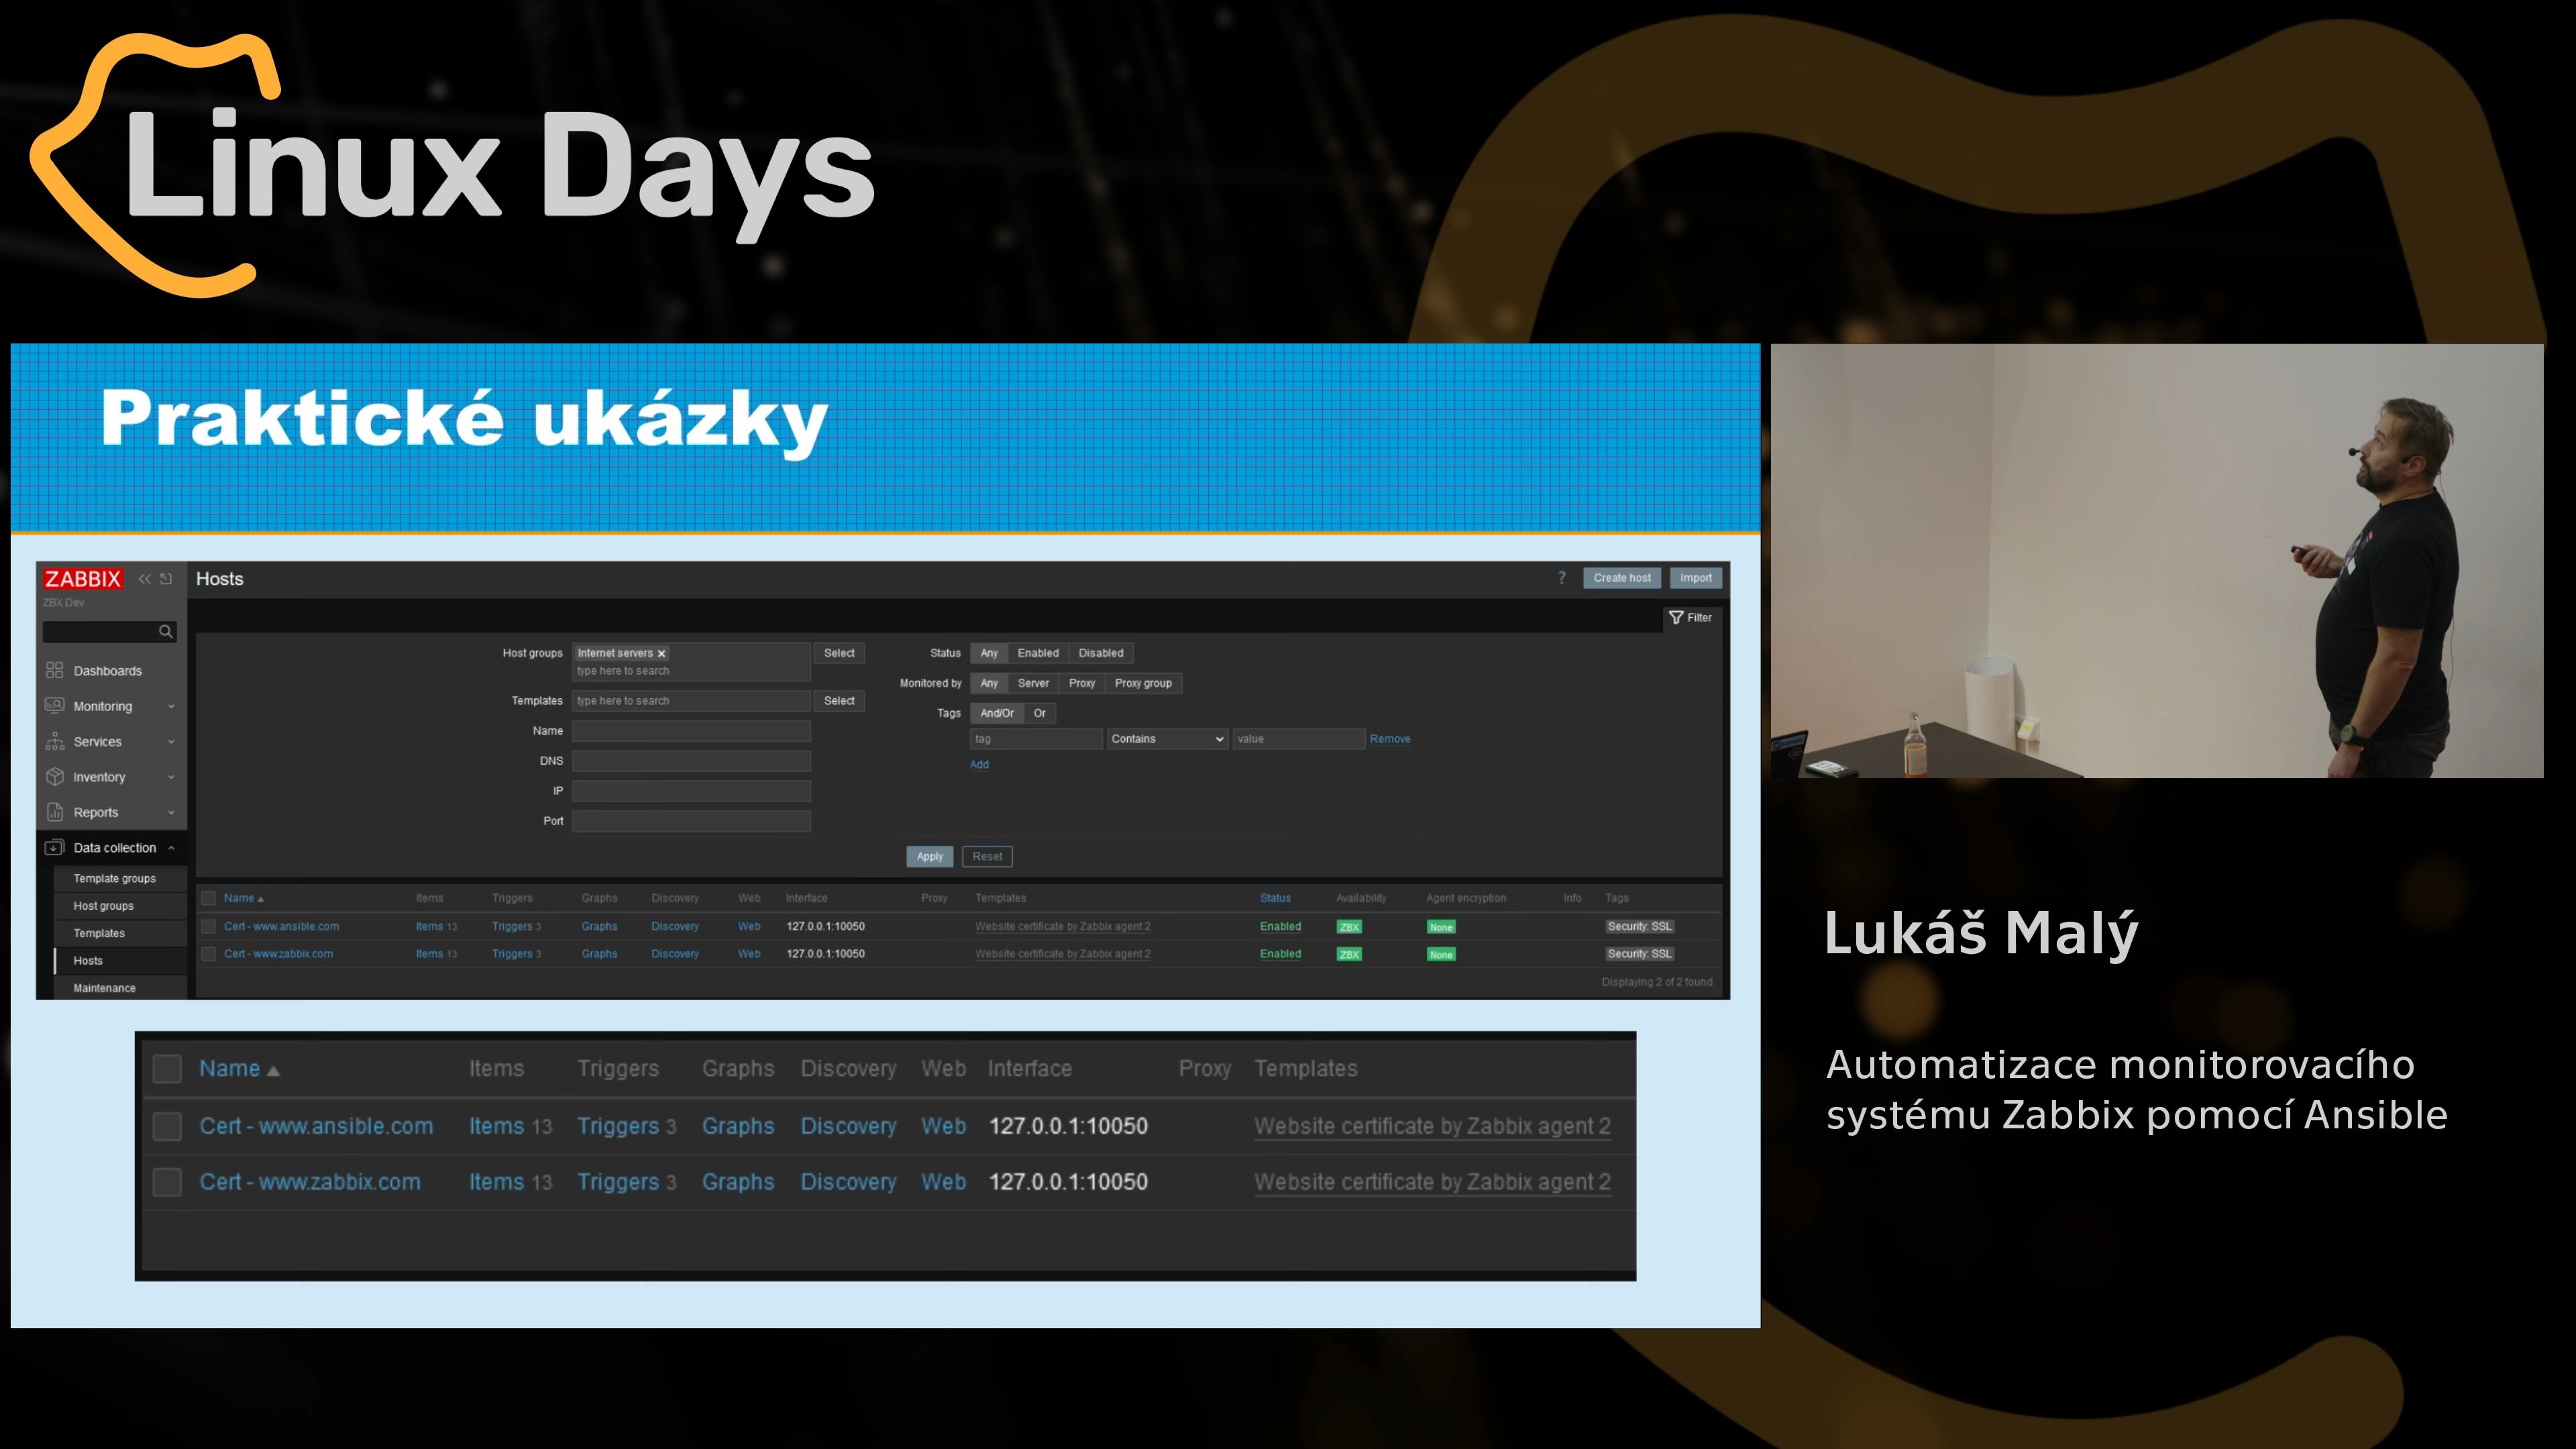 Linux Days
Praktické ukázky
ZABBIX
ZBX Dev
Dashboards
Monitoring
Services
Inventory
Reports
Data collection
Template groups
Host groups
Templates
Hosts
Maintenance
Hosts
? Create host Import
Filter
Host groups Internet servers Select
type here to search
Templates type here to search Select
Name
DNS
IP
Port
Status Any Enabled Disabled
Monitored by Any Server Proxy Proxy group
Tags And/Or Or
tag Contains value Remove
Add
Apply Reset
Name Items Triggers Graphs Discovery Web Interface Proxy Templates Status Availability Agent encryption Info Tags
Cert - www.ansible.com Items 13 Triggers 3 Graphs Discovery Web 127.0.0.1:10050 Website certificate by Zabbix agent 2 Enabled ZBX None Security: SSL
Cert - www.zabbix.com Items 13 Triggers 3 Graphs Discovery Web 127.0.0.1:10050 Website certificate by Zabbix agent 2 Enabled ZBX None Security: SSL
Displaying 2 of 2 found
Name Items Triggers Graphs Discovery Web Interface Proxy Templates
Cert - www.ansible.com Items 13 Triggers 3 Graphs Discovery Web 127.0.0.1:10050 Website certificate by Zabbix agent 2
Cert - www.zabbix.com Items 13 Triggers 3 Graphs Discovery Web 127.0.0.1:10050 Website certificate by Zabbix agent 2
Lukáš Malý
Automatizace monitorovacího
systému Zabbix pomocí Ansible